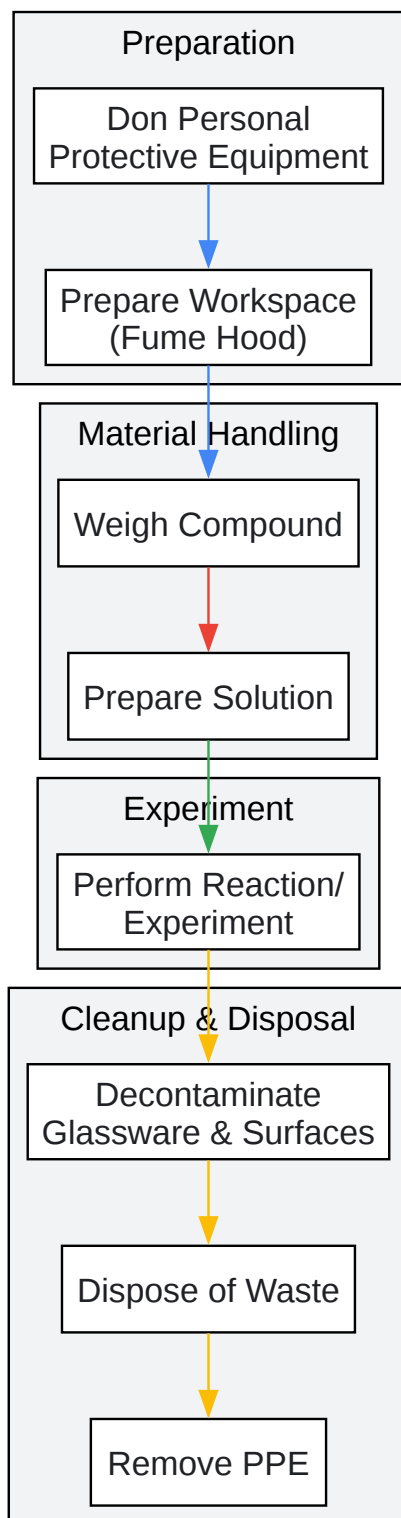 Preparation
Don Personal
Protective Equipment
Prepare Workspace
(Fume Hood)
Material Handling
Weigh Compound
Prepare Solution
Experiment
Perform Reaction/
Experiment
Cleanup & Disposal
Decontaminate
Glassware & Surfaces
Dispose of Waste
Remove PPE